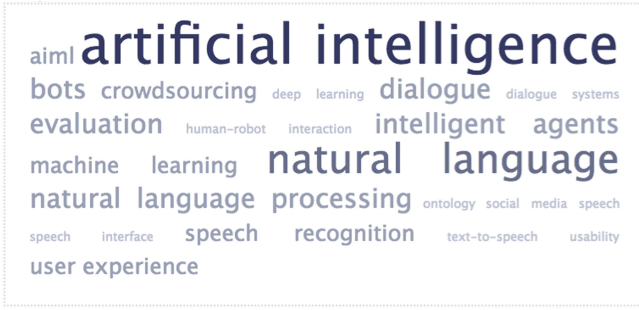 aiml artificial intelligence
bots crowdsourcing deep learning dialogue dialogue systems
evaluation human-robot interaction intelligent agents
machine learning natural language
natural language processing ontology social media speech
speech interface speech recognition text-to-speech usability
user experience